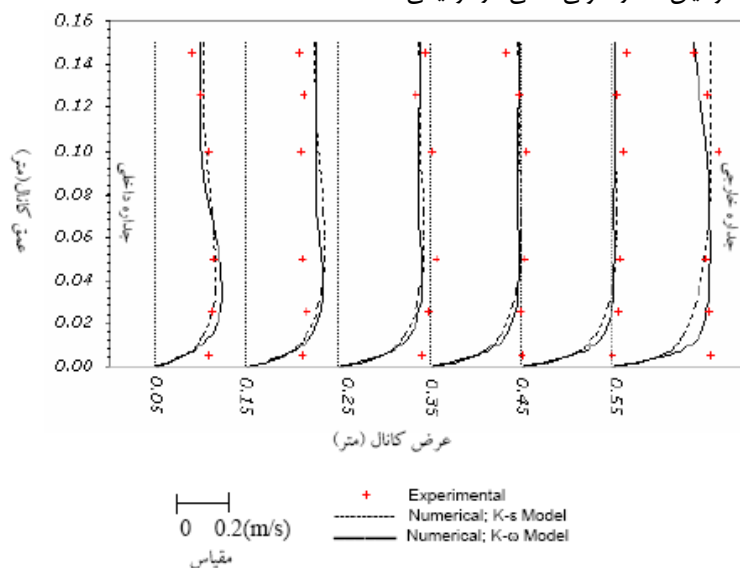 0.16
0.12
0.10
0.08
0.06
0.04
0.02
0.00
عمق کانال(متر)
جداره داخلی
جداره خارجی
0.05
0.15
0.25
0.35
0.45
0.55
عرض کانال (متر)
0 0.2(m/s)
مقیاس
Experimental
Numerical; K-s Model
Numerical; K-ω Model